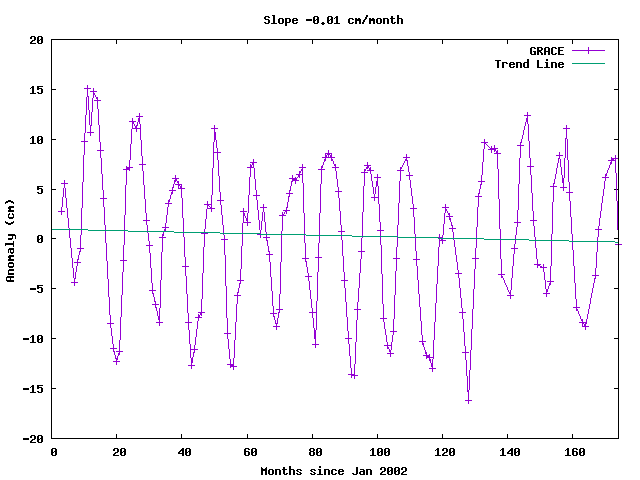 Slope -0.01 cm/month
GRACE
Trend Line
20
15
10
5
0
-5
-10
-15
-20
Anomaly (cm)
0 20 40 60 80 100 120 140 160
Months since Jan 2002